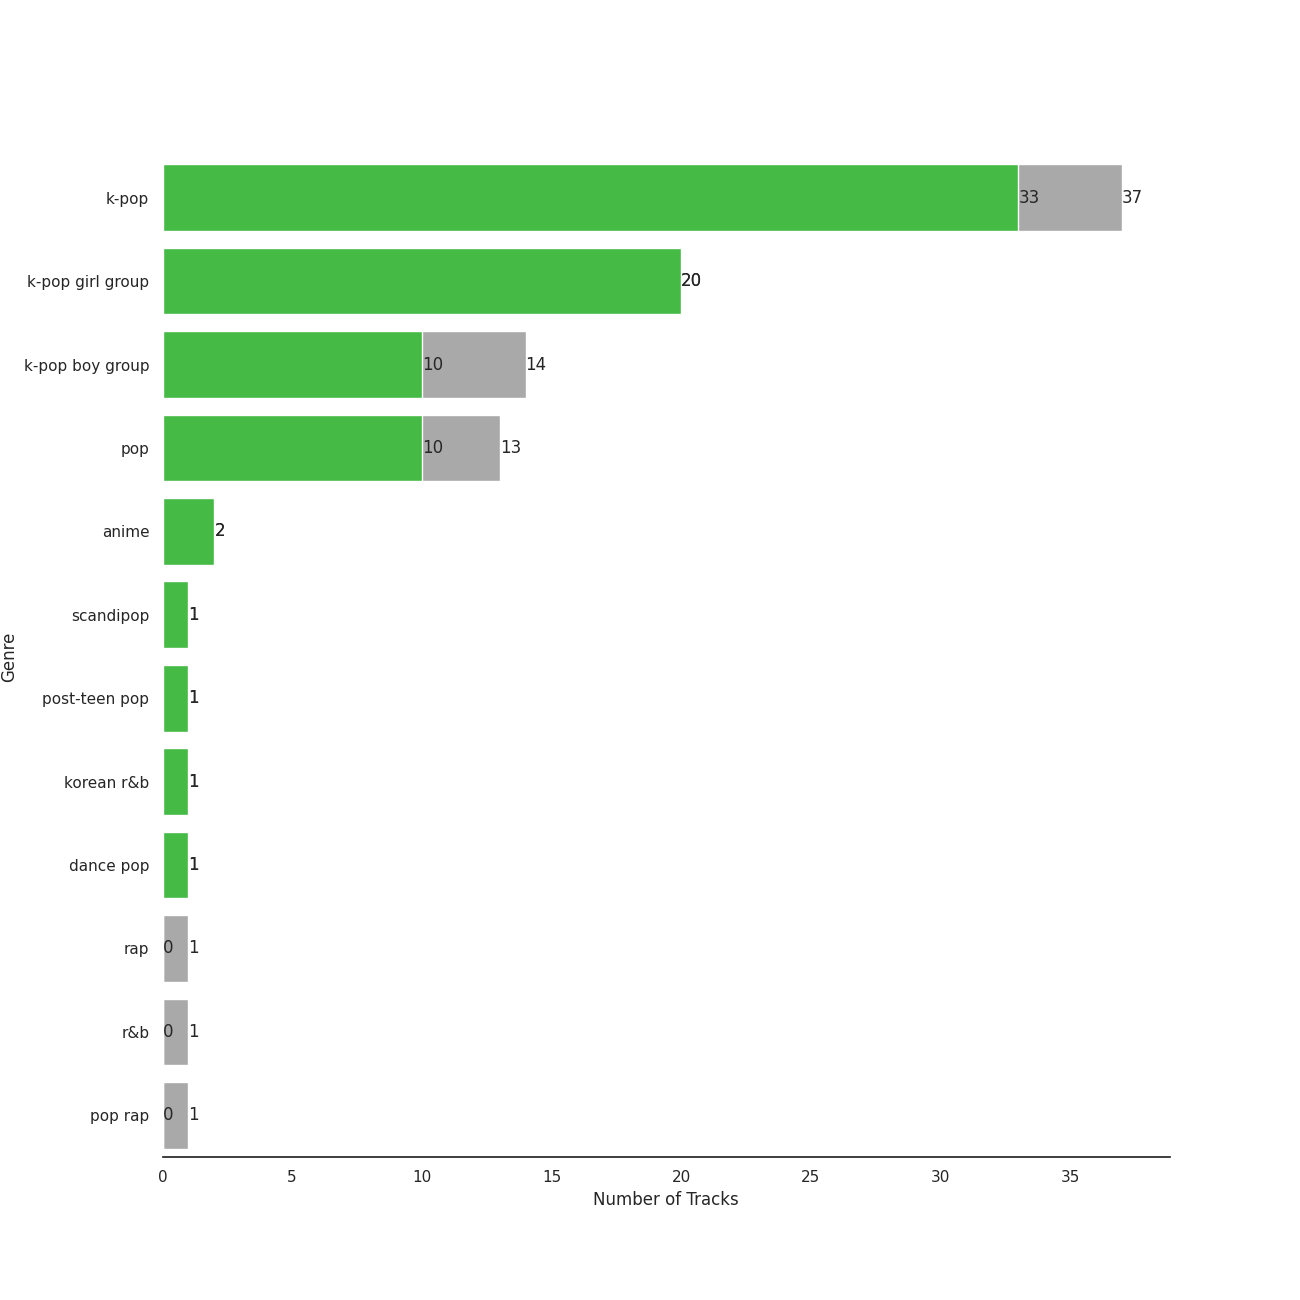 k-pop 33 37
k-pop girl group 20
k-pop boy group 10 14
pop 10 13
anime 2
scandipop 1
post-teen pop 1
korean r&b 1
dance pop 1
rap 0 1
r&b 0 1
pop rap 0 1
Genre
0 5 10 15 20 25 30 35
Number of Tracks